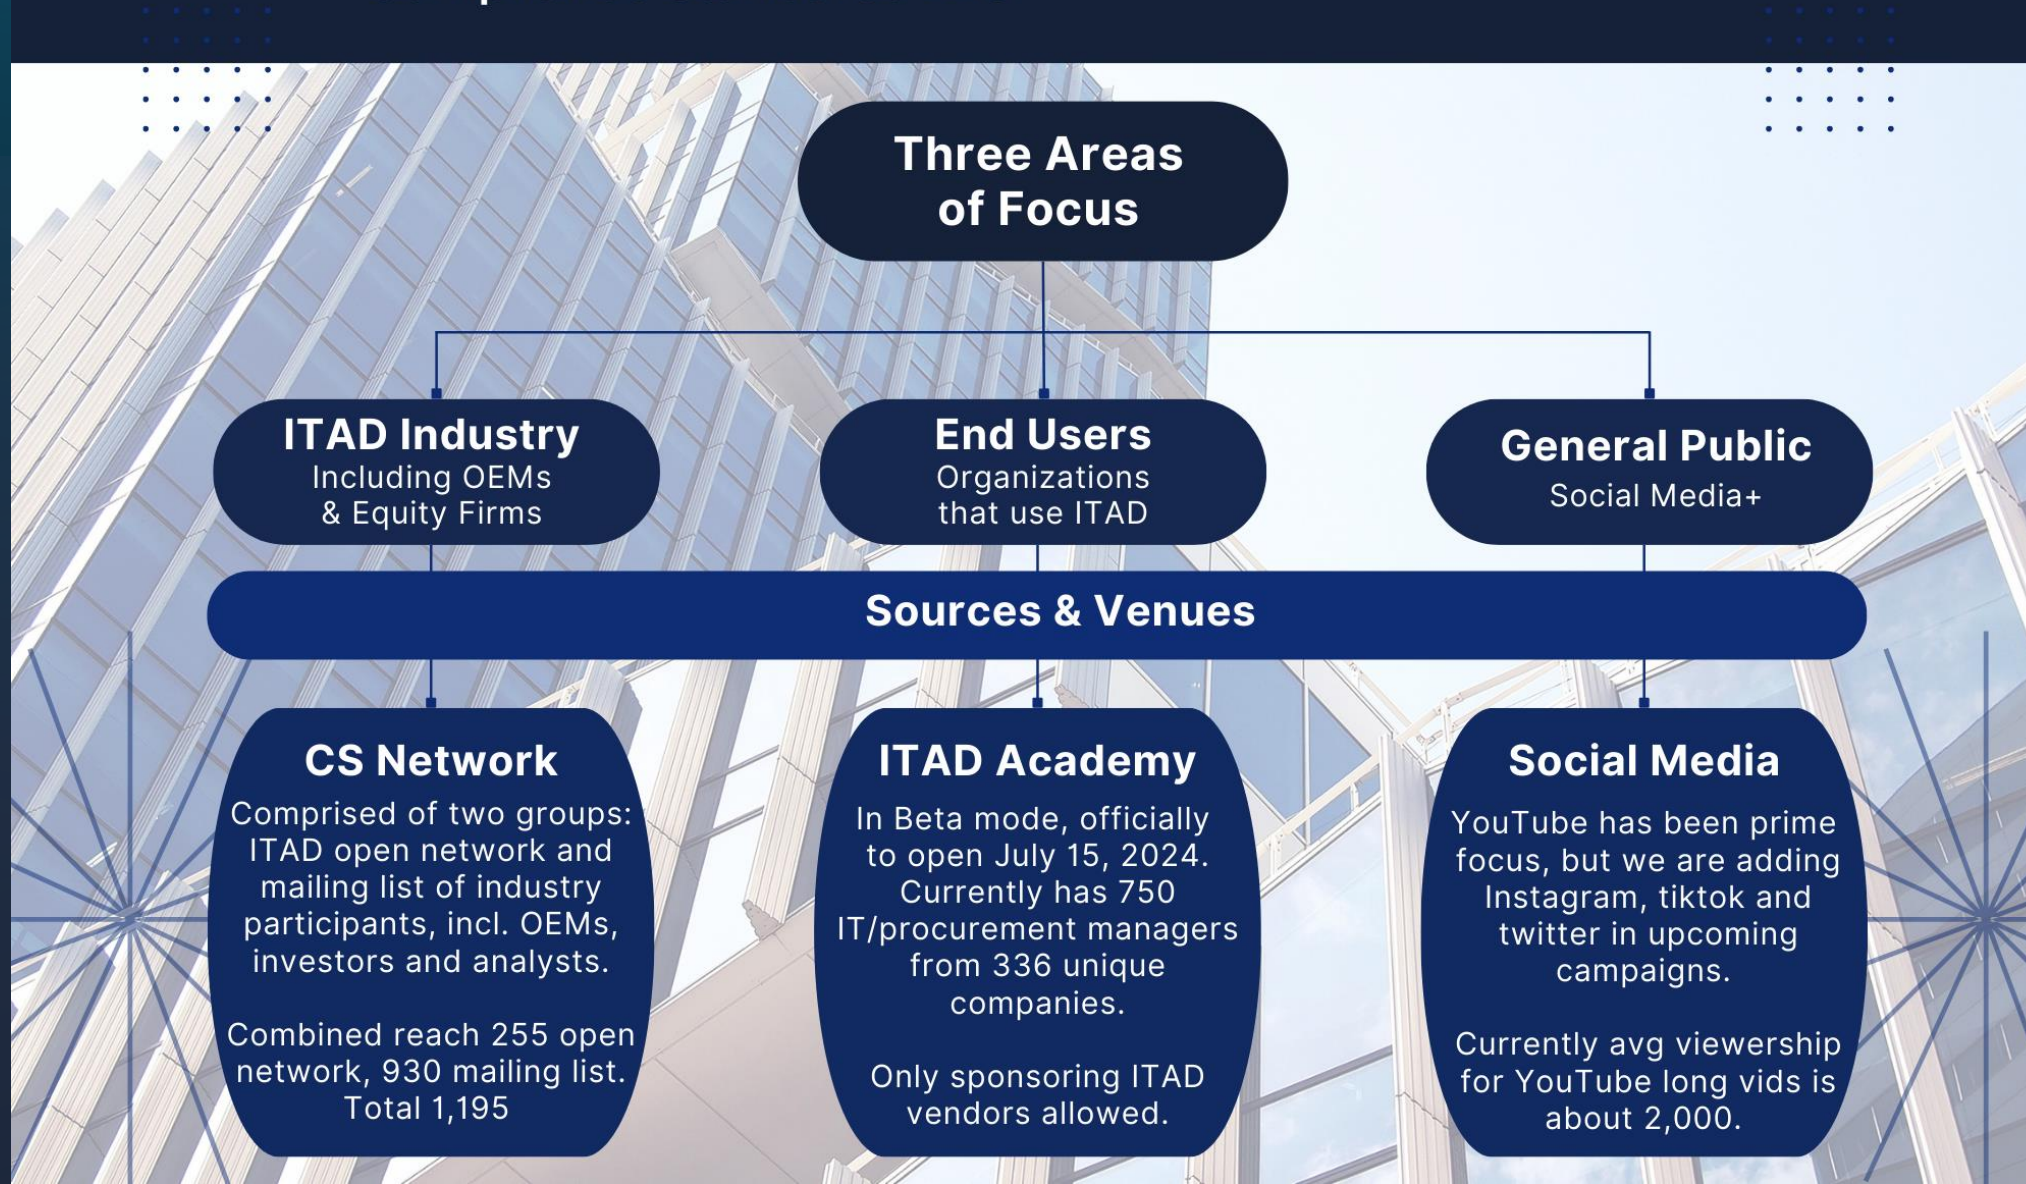 Three Areas
of Focus
ITAD Industry
Including OEMs
& Equity Firms
End Users
Organizations
that use ITAD
General Public
Social Media+
Sources & Venues
CS Network
Comprised of two groups:
ITAD open network and
mailing list of industry
participants, incl. OEMs,
investors and analysts.
Combined reach 255 open
network, 930 mailing list.
Total 1,195
ITAD Academy
In Beta mode, officially
to open July 15, 2024.
Currently has 750
IT/procurement managers
from 336 unique
companies.
Only sponsoring ITAD
vendors allowed.
Social Media
YouTube has been prime
focus, but we are adding
Instagram, tiktok and
twitter in upcoming
campaigns.
Currently avg viewership
for YouTube long vids is
about 2,000.